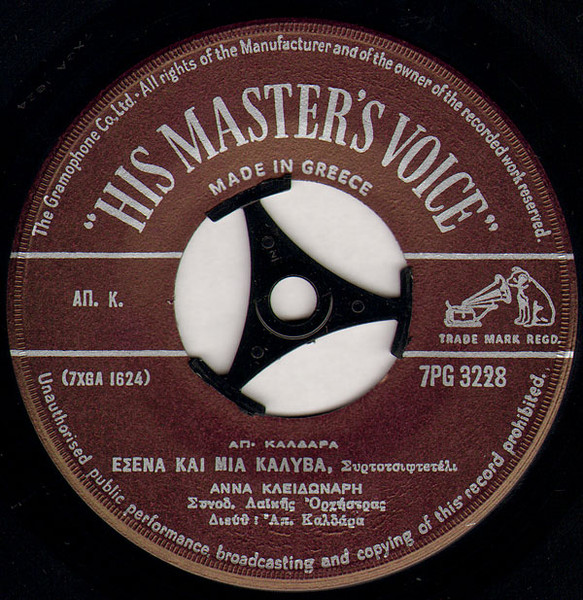 The Gramophone Co. Ltd · All rights of the Manufacturer and of the owner of the recorded work reserved.
"HIS MASTER'S VOICE"
MADE IN GREECE
ΑΠ. Κ.
TRADE MARK REGD.
(7XGA 1624)
7PG 3228
ΑΠ. ΚΑΛΔΑΡΑ
ΕΣΕΝΑ ΚΑΙ ΜΙΑ ΚΑΛΥΒΑ, Συρτοτσιφτετέλι
ΑΝΝΑ ΚΛΕΙΔΩΝΑΡΗ
Συνοδ. Λαϊκῆς Ὀρχήστρας
Διευθ : Ἀπ. Καλδάρα
Unauthorised public performance broadcasting and copying of this record prohibited.